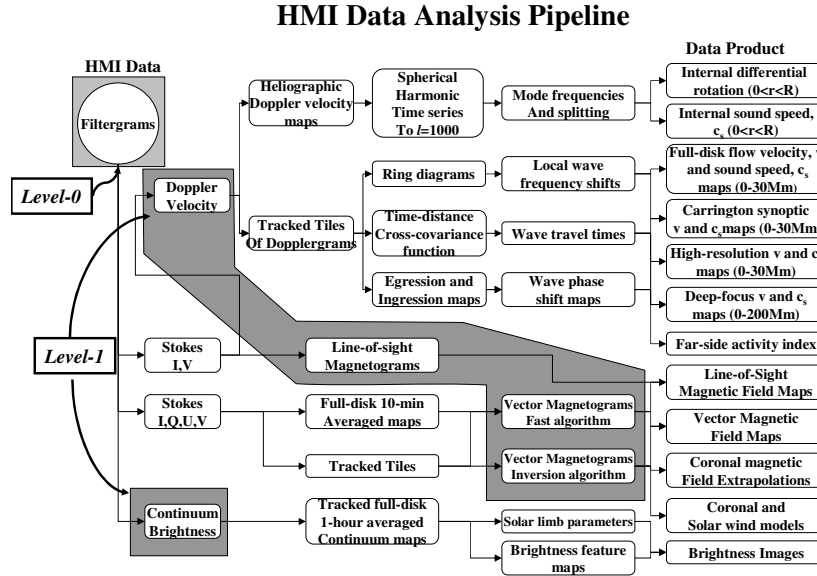 HMI Data Analysis Pipeline
HMI Data
Filtergrams
Level-0
Level-1
Doppler
Velocity
Stokes
I,V
Stokes
I,Q,U,V
Continuum
Brightness
Heliographic
Doppler velocity
maps
Tracked Tiles
Of Dopplergrams
Line-of-sight
Magnetograms
Full-disk 10-min
Averaged maps
Tracked Tiles
Tracked full-disk
1-hour averaged
Continuum maps
Spherical
Harmonic
Time series
To l=1000
Ring diagrams
Time-distance
Cross-covariance
function
Egression and
Ingression maps
Mode frequencies
And splitting
Local wave
frequency shifts
Wave travel times
Wave phase
shift maps
Vector Magnetograms
Fast algorithm
Vector Magnetograms
Inversion algorithm
Solar limb parameters
Brightness feature
maps
Data Product
Internal differential
rotation (0<r<R)
Internal sound speed,
cs (0<r<R)
Full-disk flow velocity, v
and sound speed, cs
maps (0-30Mm)
Carrington synoptic
v and cs maps (0-30Mm
High-resolution v and c
maps (0-30Mm)
Deep-focus v and cs
maps (0-200Mm)
Far-side activity index
Line-of-Sight
Magnetic Field Maps
Vector Magnetic
Field Maps
Coronal magnetic
Field Extrapolations
Coronal and
Solar wind models
Brightness Images